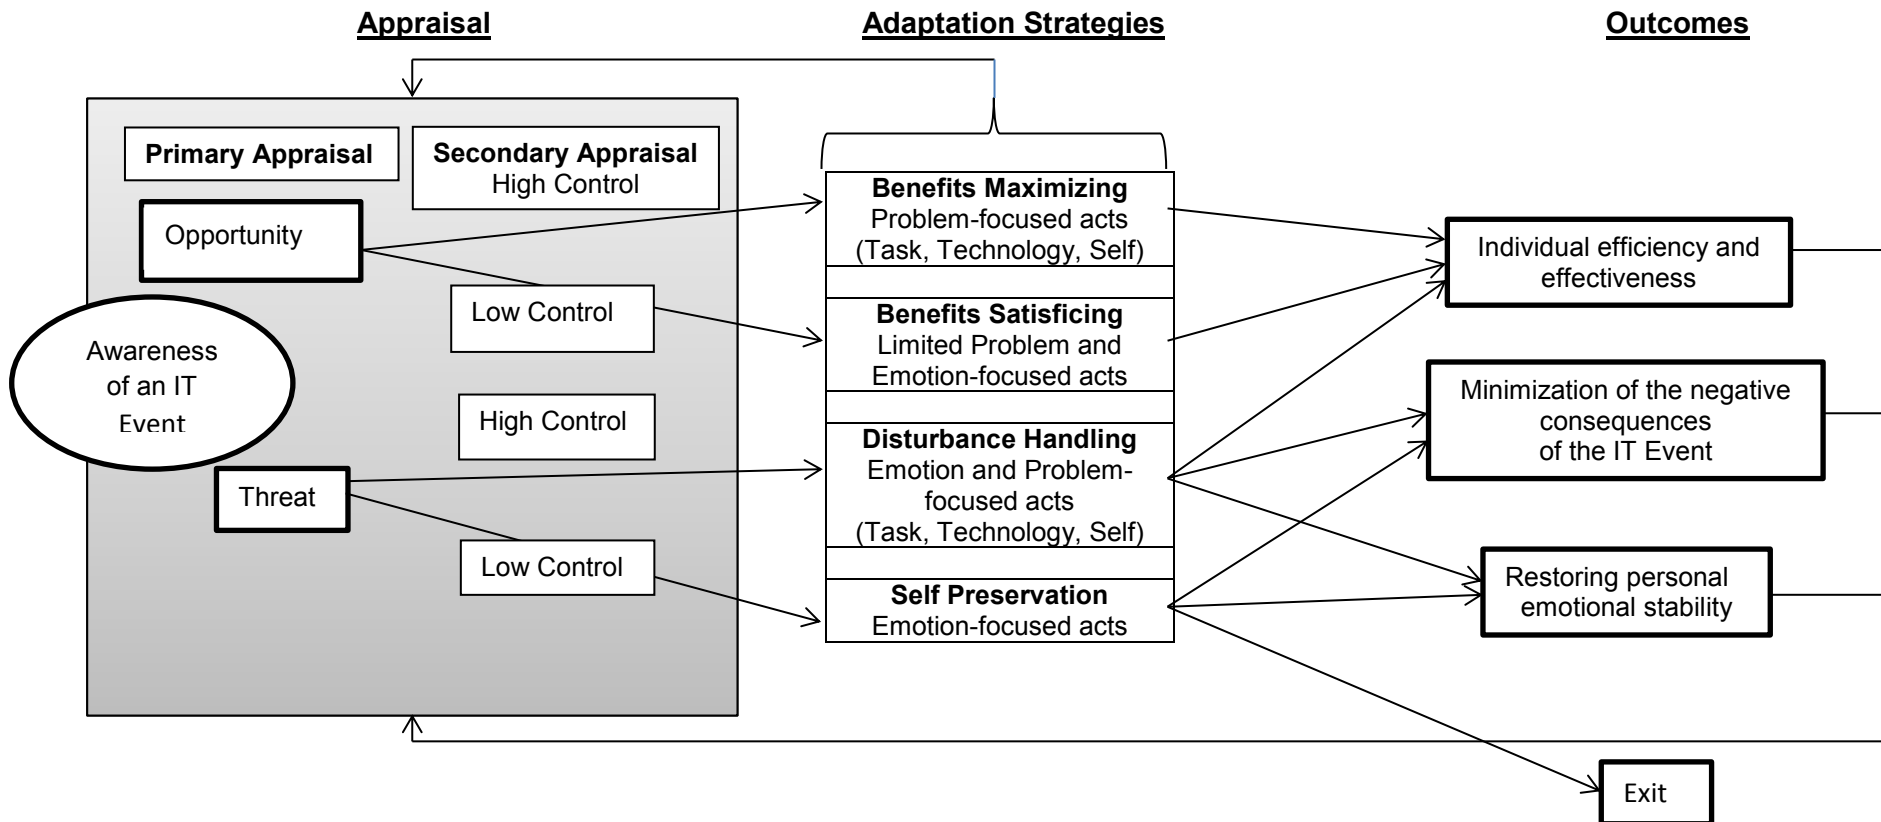 Appraisal
Adaptation Strategies
Outcomes
Primary Appraisal
Secondary Appraisal
High Control
Opportunity
Low Control
Awareness
of an IT
Event
High Control
Threat
Low Control
Benefits Maximizing
Problem-focused acts
(Task, Technology, Self)
Benefits Satisficing
Limited Problem and
Emotion-focused acts
Disturbance Handling
Emotion and Problem-
focused acts
(Task, Technology, Self)
Self Preservation
Emotion-focused acts
Individual efficiency and
effectiveness
Minimization of the negative
consequences
of the IT Event
Restoring personal
emotional stability
Exit